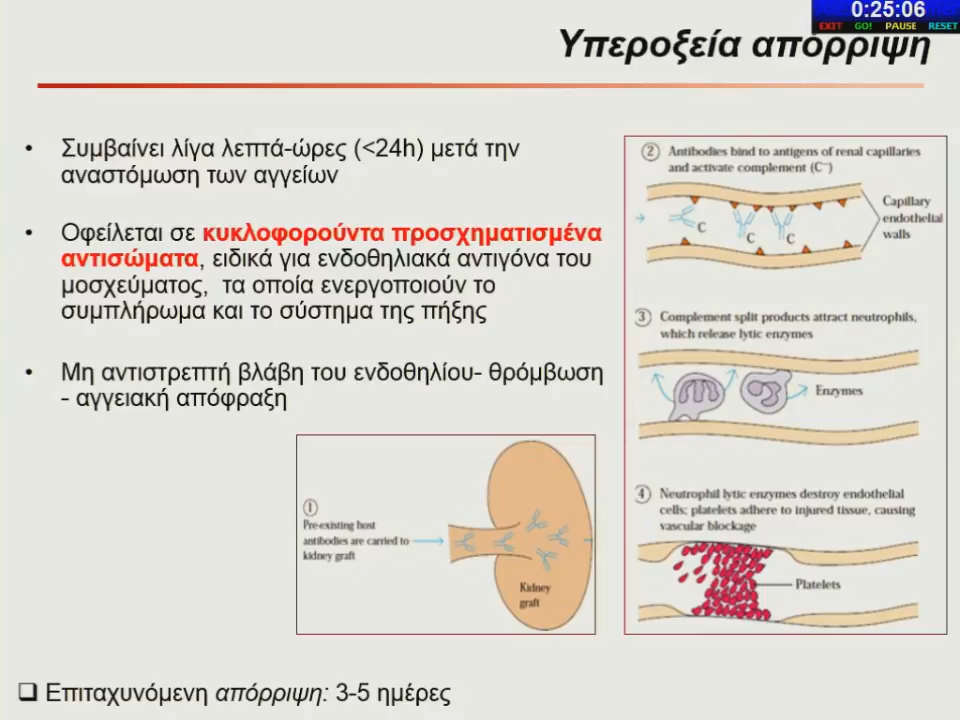 0:25:06
EXIT GO! PAUSE RESET
Υπεροξεία απόρριψη
• Συμβαίνει λίγα λεπτά-ώρες (<24h) μετά την
αναστόμωση των αγγείων
• Οφείλεται σε κυκλοφορούντα προσχηματισμένα
αντισώματα, ειδικά για ενδοθηλιακά αντιγόνα του
μοσχεύματος, τα οποία ενεργοποιούν το
συμπλήρωμα και το σύστημα της πήξης
• Μη αντιστρεπτή βλάβη του ενδοθηλίου- θρόμβωση
- αγγειακή απόφραξη
1
Pre-existing host
antibodies are carried to
kidney graft
Kidney
graft
2 Antibodies bind to antigens of renal capillaries
and activate complement (C¯)
Capillary
endothelial
walls
C
C
C
3 Complement split products attract neutrophils,
which release lytic enzymes
Enzymes
4 Neutrophil lytic enzymes destroy endothelial
cells; platelets adhere to injured tissue, causing
vascular blockage
Platelets
❑ Επιταχυνόμενη απόρριψη: 3-5 ημέρες